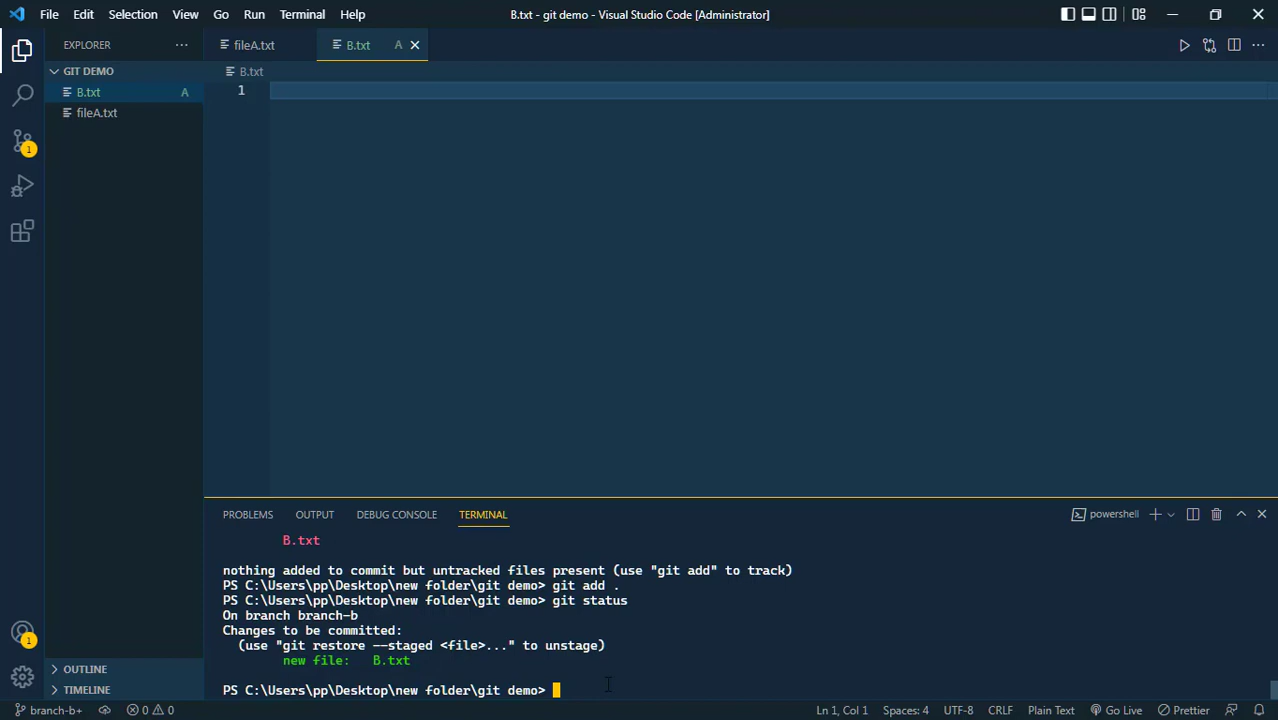 File Edit Selection View Go Run Terminal Help
B.txt - git demo - Visual Studio Code [Administrator]
EXPLORER
fileA.txt
B.txt A
GIT DEMO
B.txt
B.txt A
fileA.txt
1
1
PROBLEMS OUTPUT DEBUG CONSOLE TERMINAL
powershell
B.txt
nothing added to commit but untracked files present (use "git add" to track)
PS C:\Users\pp\Desktop\new folder\git demo> git add .
PS C:\Users\pp\Desktop\new folder\git demo> git status
On branch branch-b
Changes to be committed:
(use "git restore --staged <file>..." to unstage)
new file: B.txt
PS C:\Users\pp\Desktop\new folder\git demo>
1
OUTLINE
TIMELINE
branch-b+ 0 0 Ln 1, Col 1 Spaces: 4 UTF-8 CRLF Plain Text Go Live Prettier